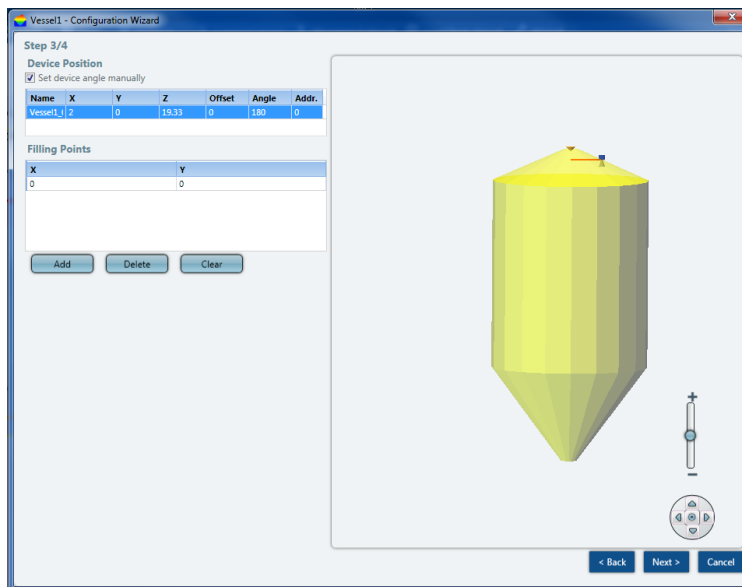 Vessel1 - Configuration Wizard
Step 3/4
Device Position
Set device angle manually
Name X Y Z Offset Angle Addr.
Vessel1_( 2 0 19.33 0 180 0
Filling Points
X Y
0 0
Add Delete Clear
+
−
< Back Next > Cancel